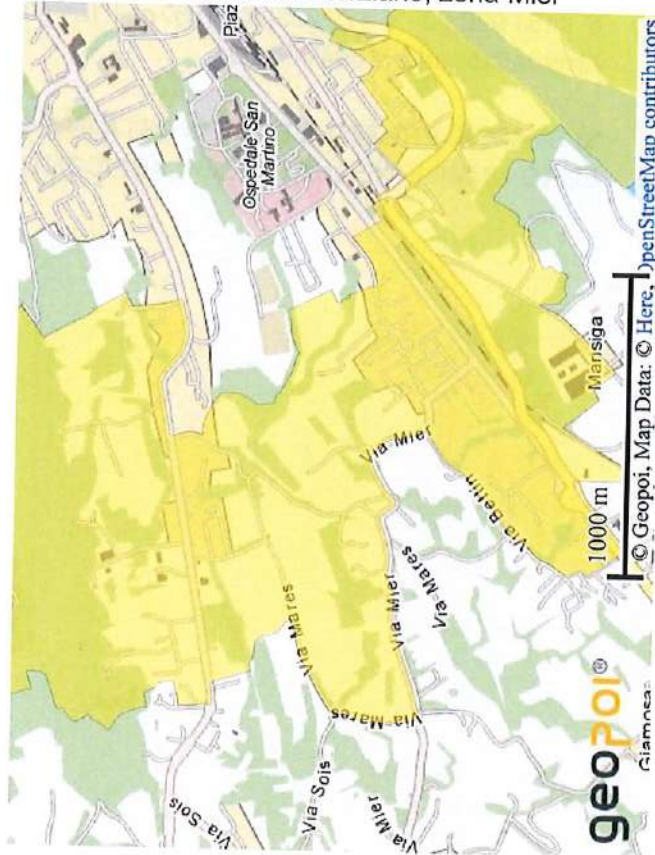 zona Mier
Piaz
Ospedale San
Martino
Via Mier
Via Bettin
Marisiga
Via Mares
Via Mier
Via Mares
Via Mares
Via Sois
Via Sois
Via Mier
Giamosa
1000 m
geoPOI®
© Geopoi, Map Data: © Here, OpenStreetMap contributors